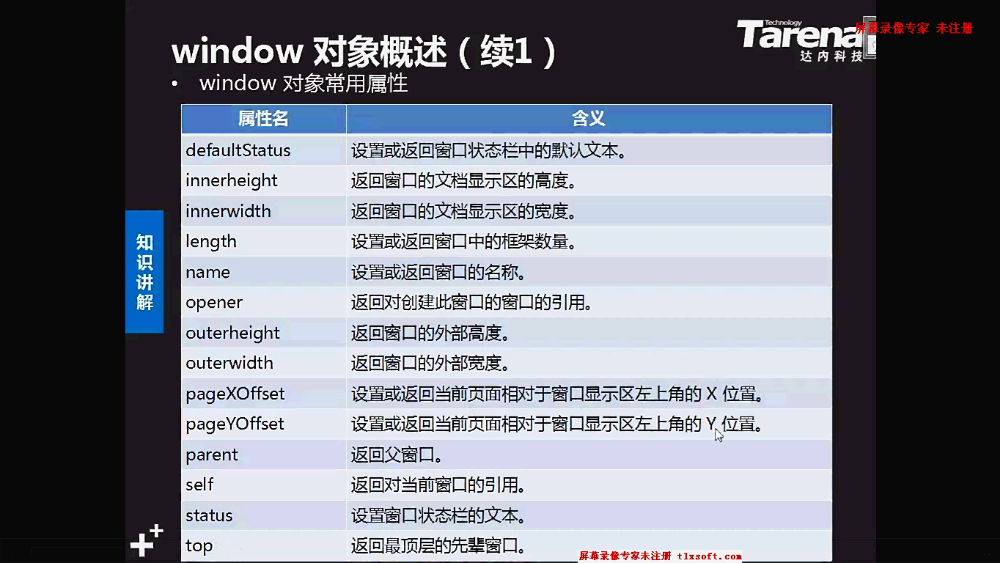 Technology
Tarena
达内科技
屏幕录像专家 未注册
window 对象概述（续1）
• window 对象常用属性
属性名 含义
defaultStatus 设置或返回窗口状态栏中的默认文本。
innerheight 返回窗口的文档显示区的高度。
innerwidth 返回窗口的文档显示区的宽度。
length 设置或返回窗口中的框架数量。
name 设置或返回窗口的名称。
opener 返回对创建此窗口的窗口的引用。
outerheight 返回窗口的外部高度。
outerwidth 返回窗口的外部宽度。
pageXOffset 设置或返回当前页面相对于窗口显示区左上角的 X 位置。
pageYOffset 设置或返回当前页面相对于窗口显示区左上角的 Y 位置。
parent 返回父窗口。
self 返回对当前窗口的引用。
status 设置窗口状态栏的文本。
top 返回最顶层的先辈窗口。
知识讲解
屏幕录像专家未注册 tlxsoft.com